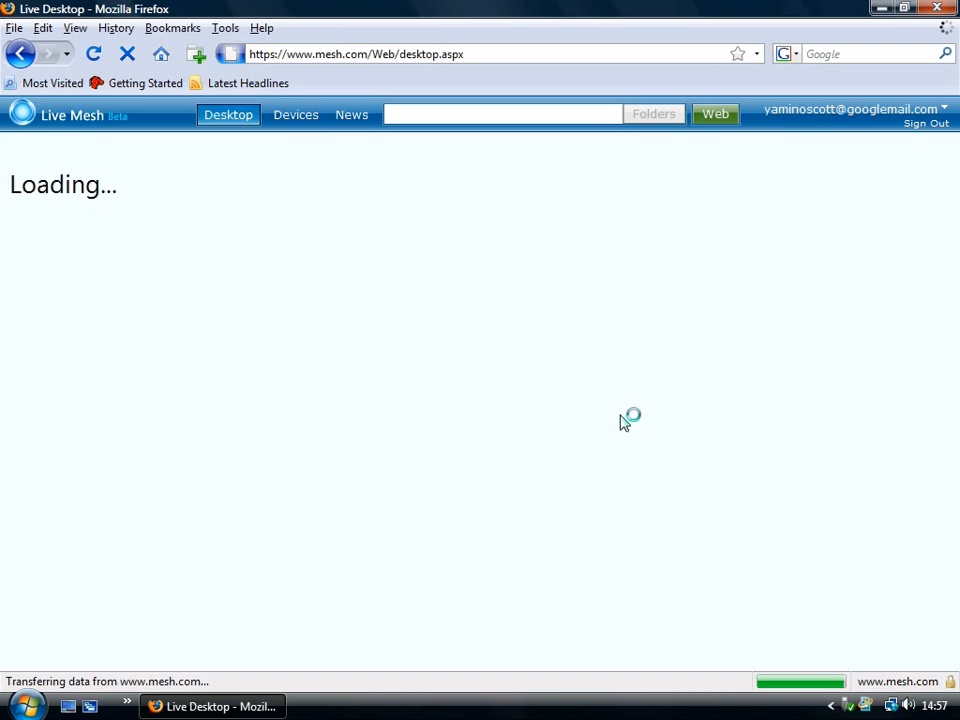 Live Desktop - Mozilla Firefox
File Edit View History Bookmarks Tools Help
https://www.mesh.com/Web/desktop.aspx
G Google
Most Visited Getting Started Latest Headlines
Live Mesh Beta Desktop Devices News Folders Web yaminoscott@googlemail.com
Sign Out
Loading...
Transferring data from www.mesh.com... www.mesh.com
» Live Desktop - Mozil... 14:57